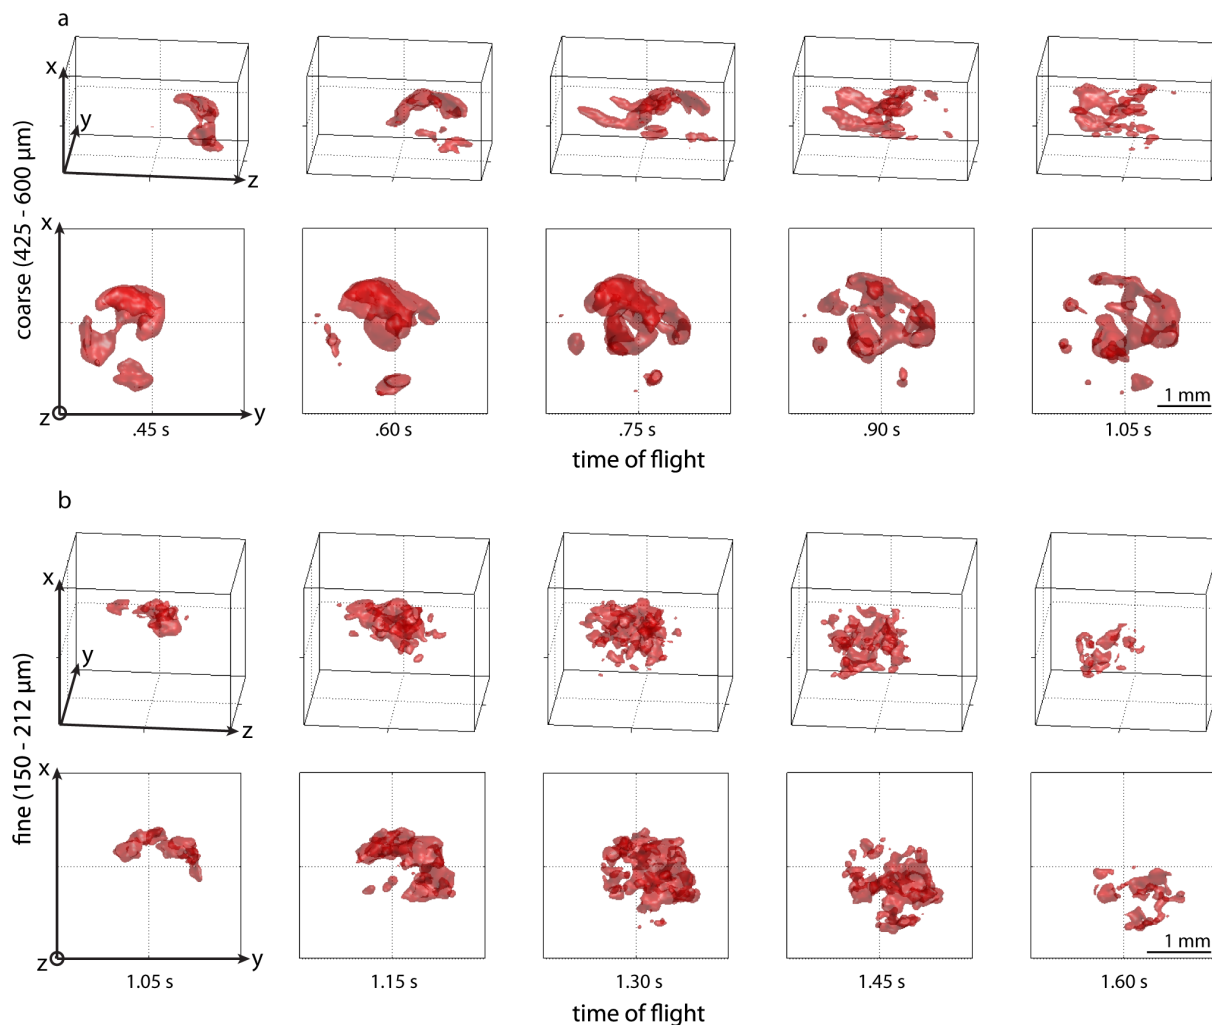 a
x
y
z
coarse (425 - 600 µm)
x
z
y
1 mm
.45 s
.60 s
.75 s
.90 s
1.05 s
time of flight
b
x
y
z
fine (150 - 212 µm)
x
z
y
1 mm
1.05 s
1.15 s
1.30 s
1.45 s
1.60 s
time of flight